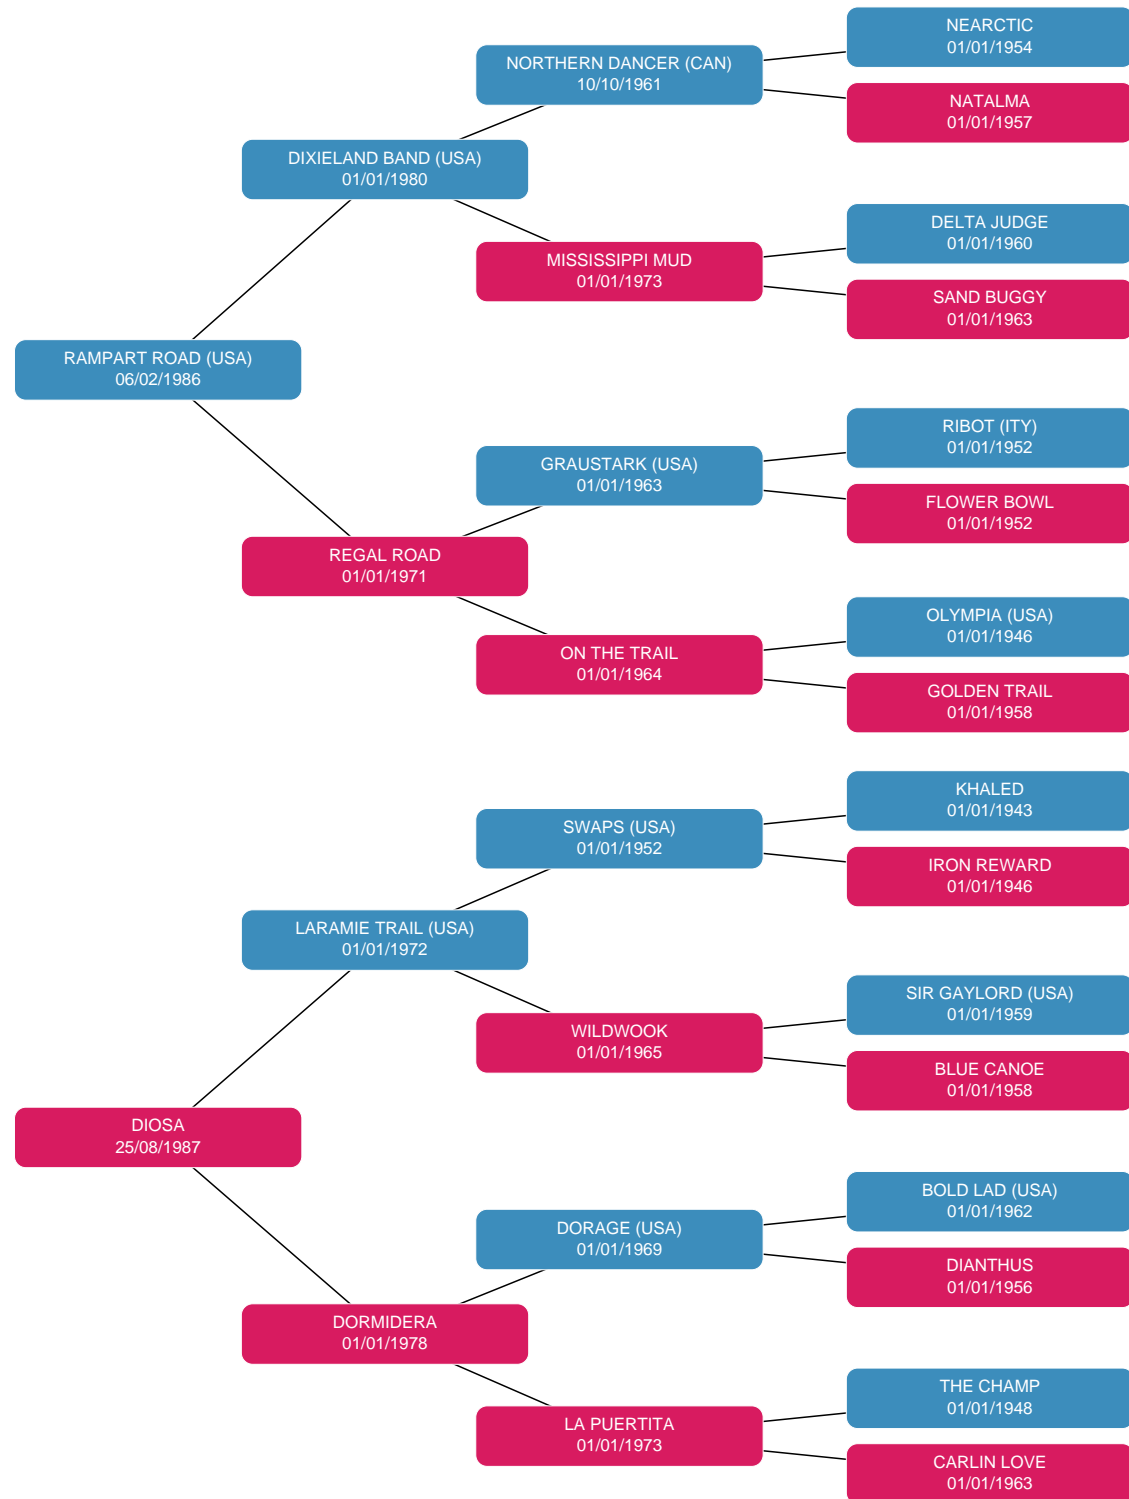 NEARCTIC
01/01/1954
NORTHERN DANCER (CAN)
10/10/1961
NATALMA
01/01/1957
DIXIELAND BAND (USA)
01/01/1980
DELTA JUDGE
01/01/1960
MISSISSIPPI MUD
01/01/1973
SAND BUGGY
01/01/1963
RAMPART ROAD (USA)
06/02/1986
RIBOT (ITY)
01/01/1952
GRAUSTARK (USA)
01/01/1963
FLOWER BOWL
01/01/1952
REGAL ROAD
01/01/1971
OLYMPIA (USA)
01/01/1946
ON THE TRAIL
01/01/1964
GOLDEN TRAIL
01/01/1958
KHALED
01/01/1943
SWAPS (USA)
01/01/1952
IRON REWARD
01/01/1946
LARAMIE TRAIL (USA)
01/01/1972
SIR GAYLORD (USA)
01/01/1959
WILDWOOK
01/01/1965
BLUE CANOE
01/01/1958
DIOSA
25/08/1987
BOLD LAD (USA)
01/01/1962
DORAGE (USA)
01/01/1969
DIANTHUS
01/01/1956
DORMIDERA
01/01/1978
THE CHAMP
01/01/1948
LA PUERTITA
01/01/1973
CARLIN LOVE
01/01/1963